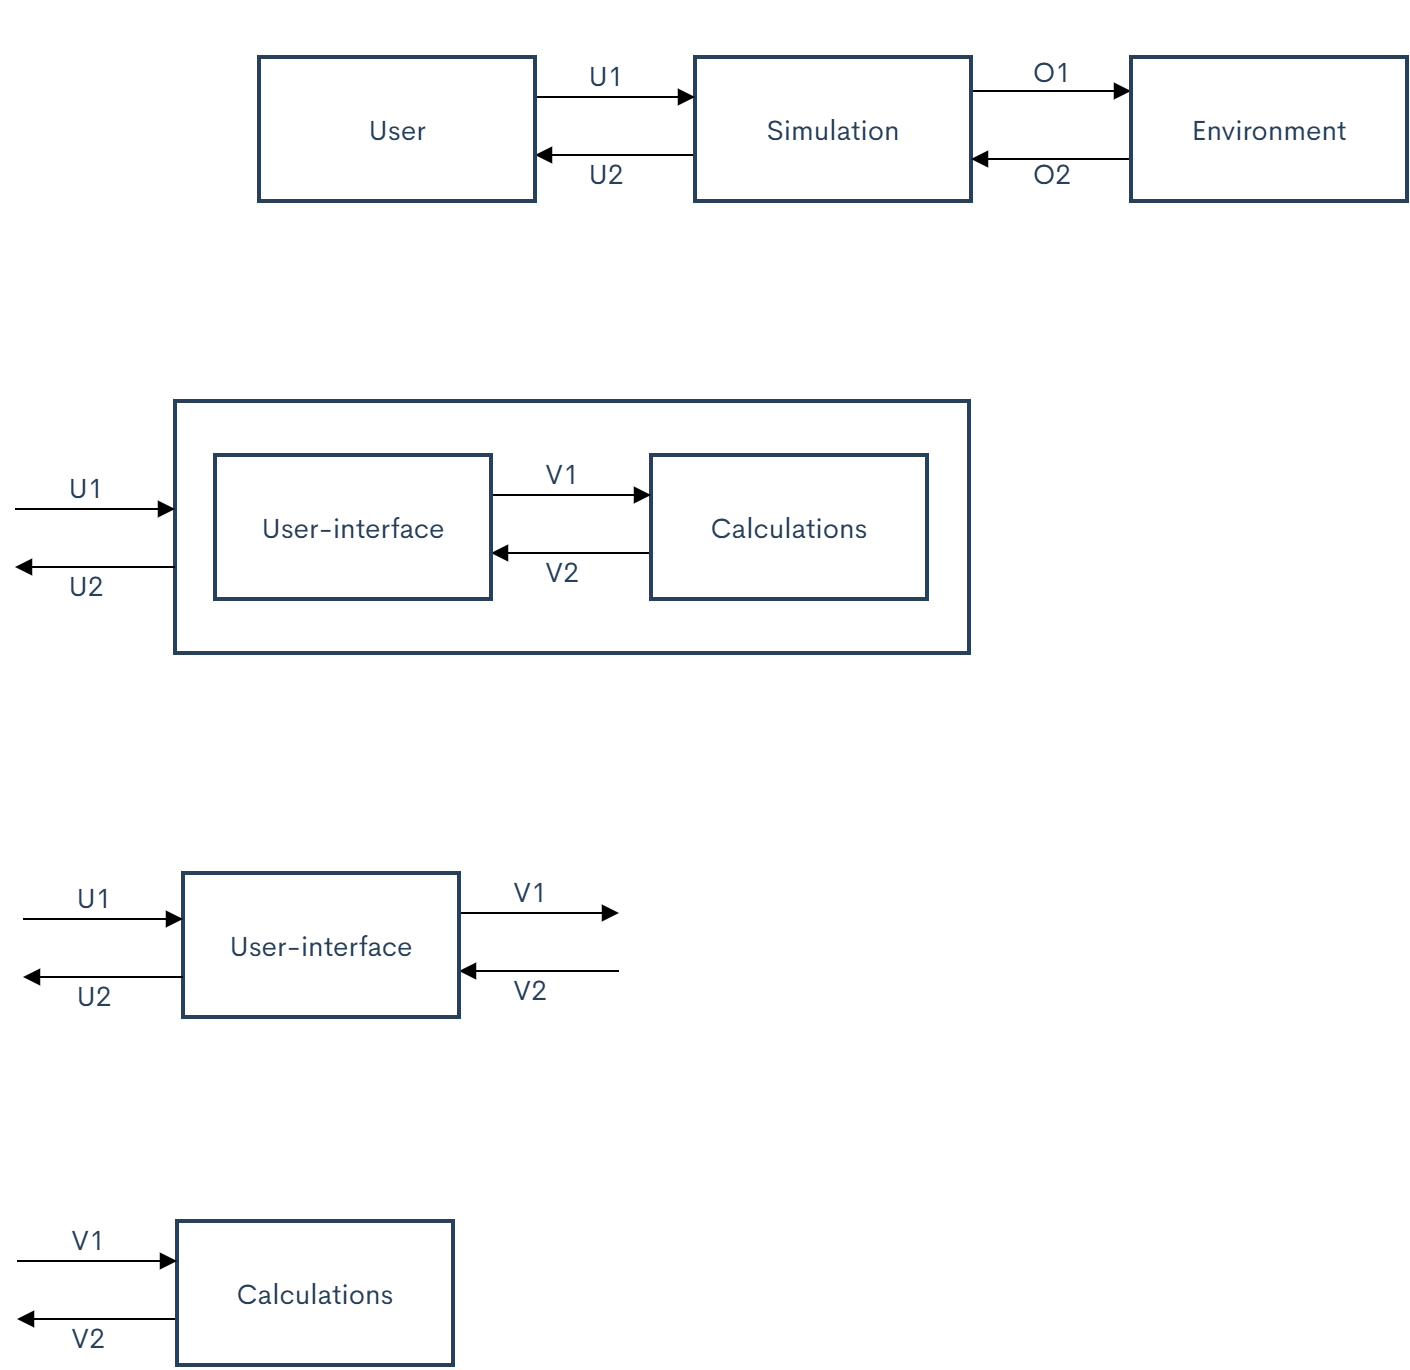 U1
O1
User
Simulation
Environment
U2
O2
V1
U1
User-interface
Calculations
V2
U2
V1
U1
User-interface
V2
U2
V1
Calculations
V2